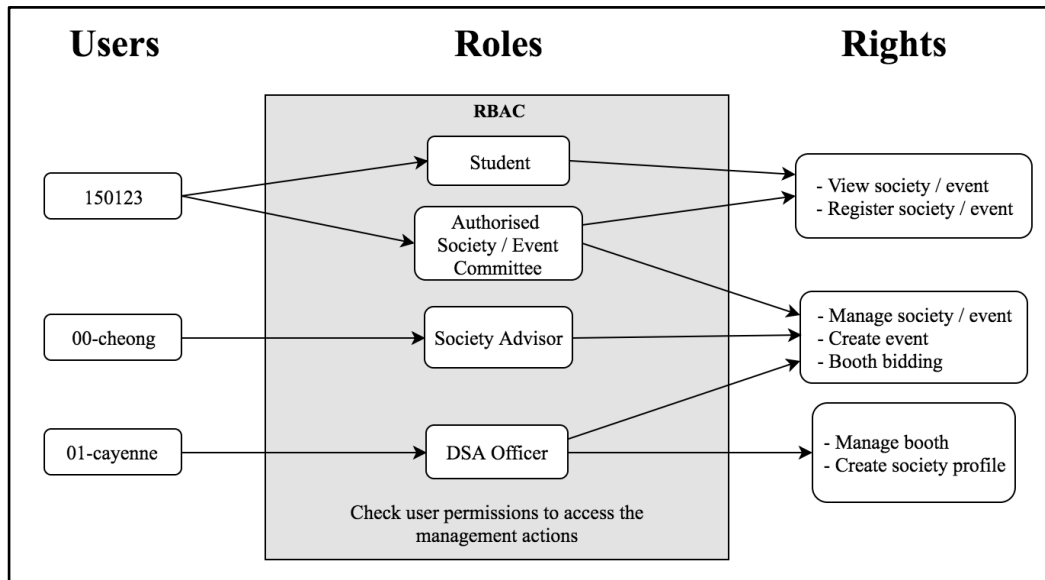 Users
Roles
Rights
RBAC
Student
150123
Authorised
Society / Event
Committee
- View society / event
- Register society / event
00-cheong
Society Advisor
- Manage society / event
- Create event
- Booth bidding
01-cayenne
DSA Officer
- Manage booth
- Create society profile
Check user permissions to access the
management actions